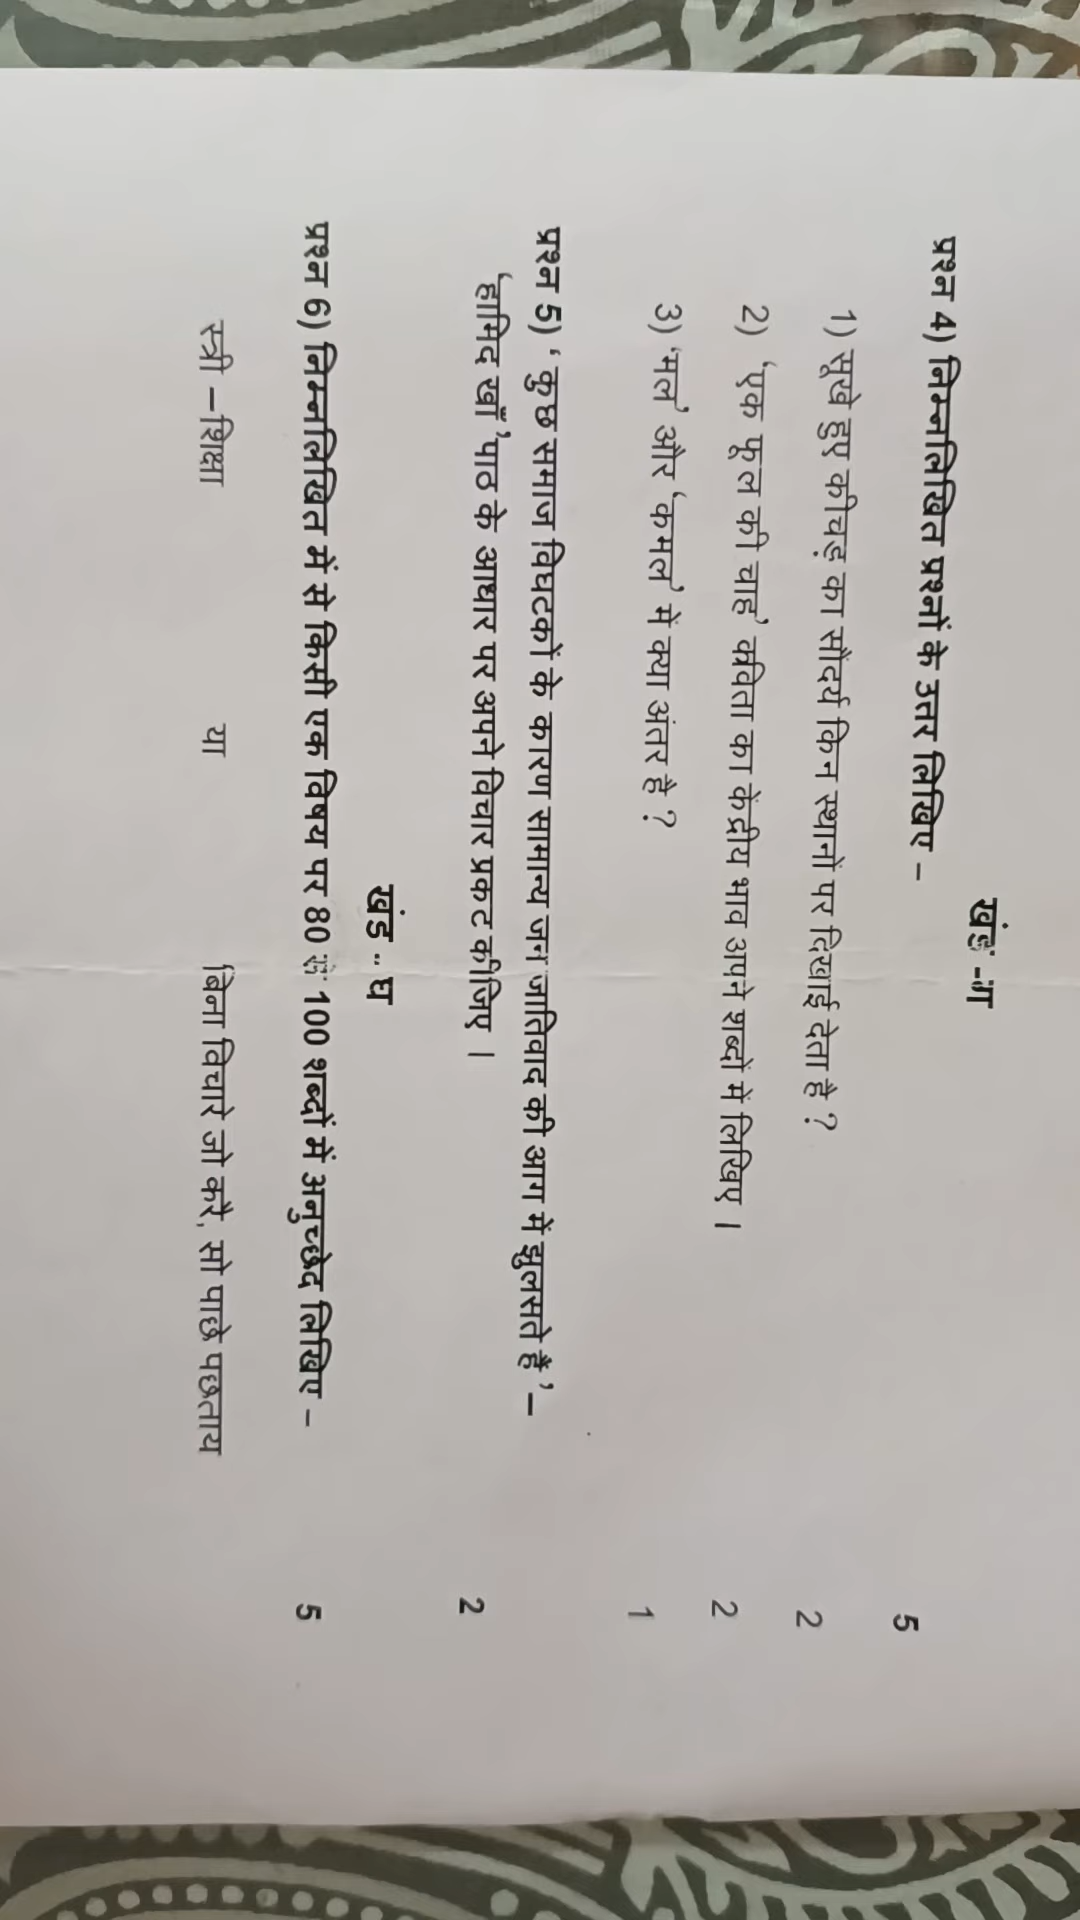 खंड -ग
प्रश्न 4) निम्नलिखित प्रश्नों के उत्तर लिखिए – 5
1) सूखे हुए कीचड़ का सौंदर्य किन स्थानों पर दिखाई देता है ? 2
2) ‘एक फूल की चाह’ कविता का केंद्रीय भाव अपने शब्दों में लिखिए । 2
3) ‘मल’ और ‘कमल’ में क्या अंतर है ? 1
प्रश्न 5) ‘ कुछ समाज विघटकों के कारण सामान्य जन जातिवाद की आग में झुलसते हैं ’ –
‘हामिद खाँ ’पाठ के आधार पर अपने विचार प्रकट कीजिए । 2
खंड - घ
प्रश्न 6) निम्नलिखित में से किसी एक विषय पर 80 100 शब्दों में अनुच्छेद लिखिए – 5
स्त्री –शिक्षा या बिना विचारे जो करै, सो पाछे पछताय